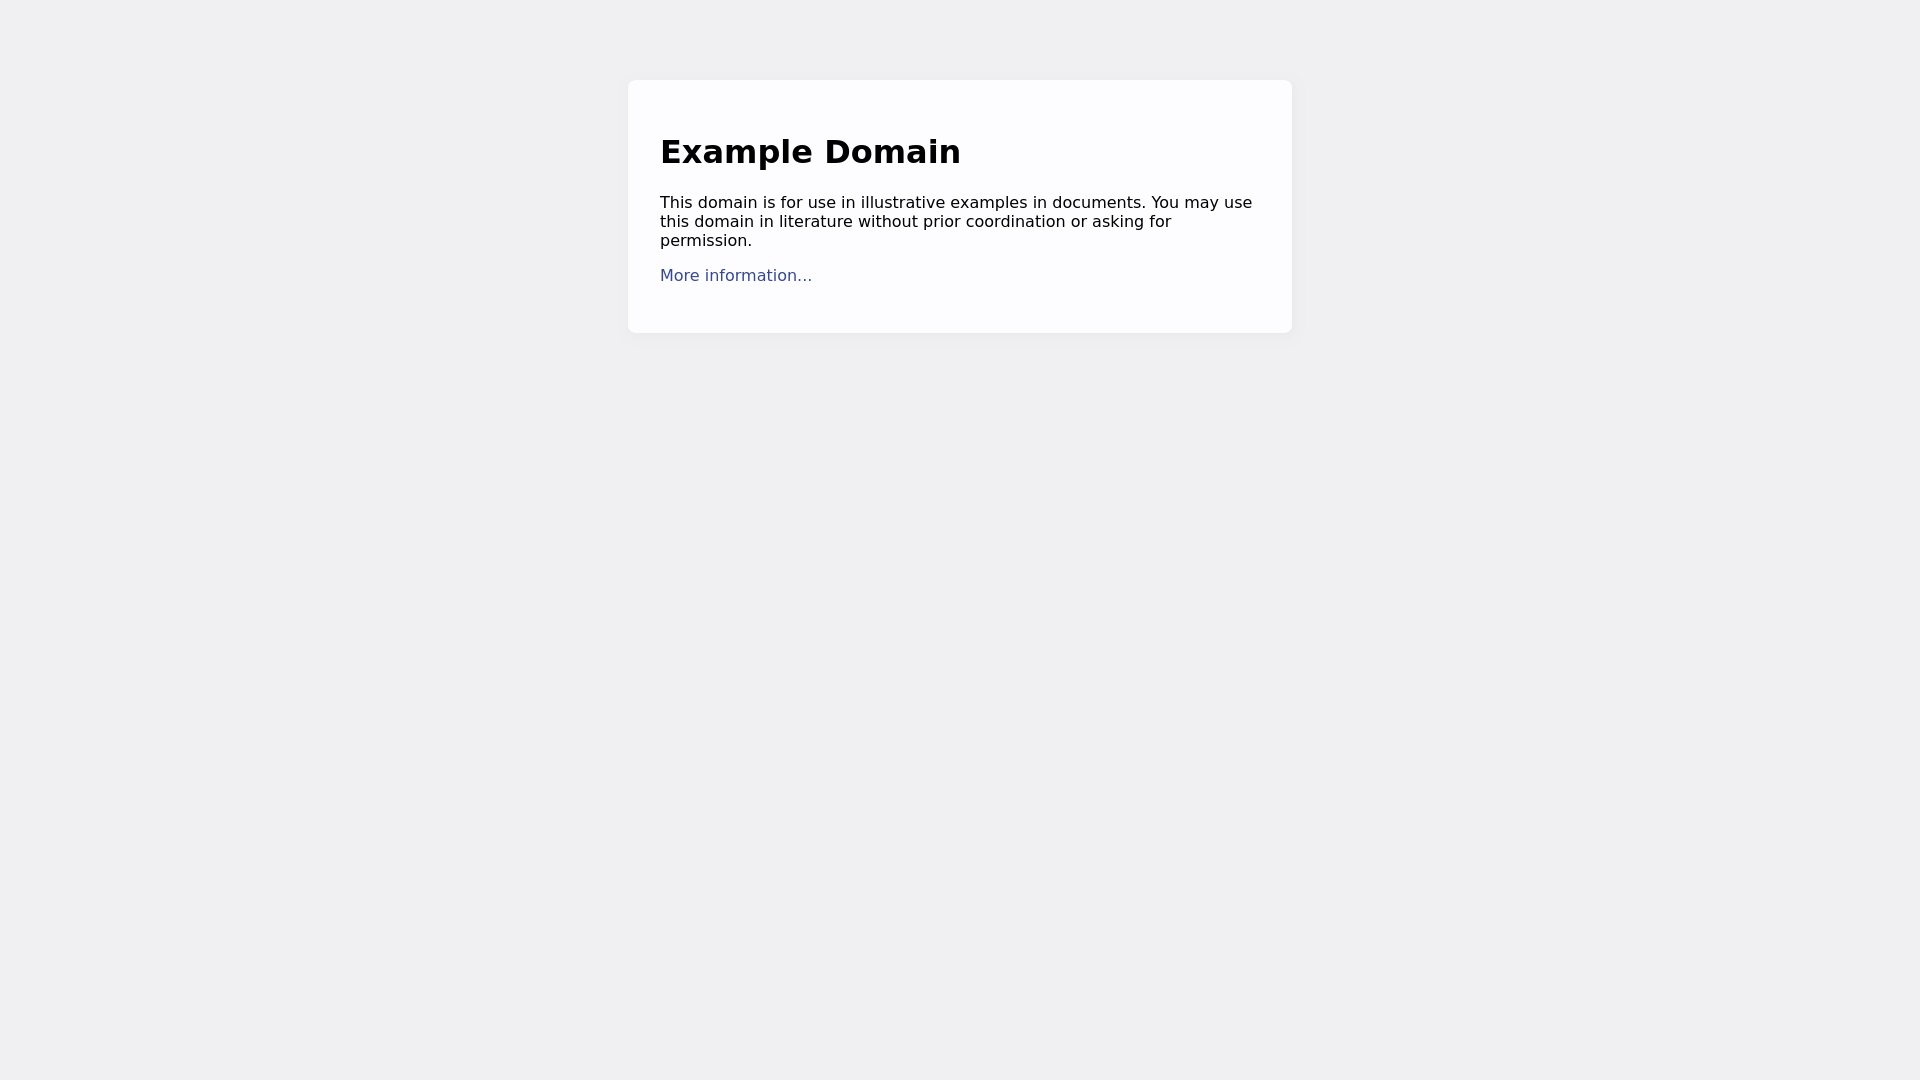 Example Domain
This domain is for use in illustrative examples in documents. You may use
this domain in literature without prior coordination or asking for
permission.
More information...